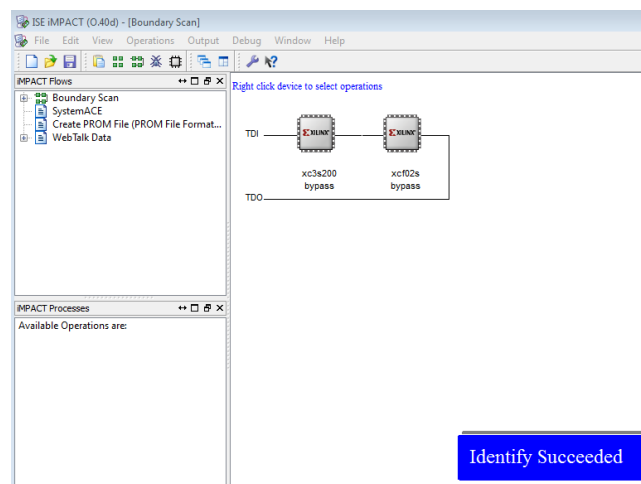 ISE iMPACT (O.40d) - [Boundary Scan]
File Edit View Operations Output Debug Window Help
iMPACT Flows
Boundary Scan
SystemACE
Create PROM File (PROM File Format...
WebTalk Data
Right click device to select operations
TDI
XILINX XILINX
xc3s200 xcf02s
bypass bypass
TDO
iMPACT Processes
Available Operations are:
Identify Succeeded